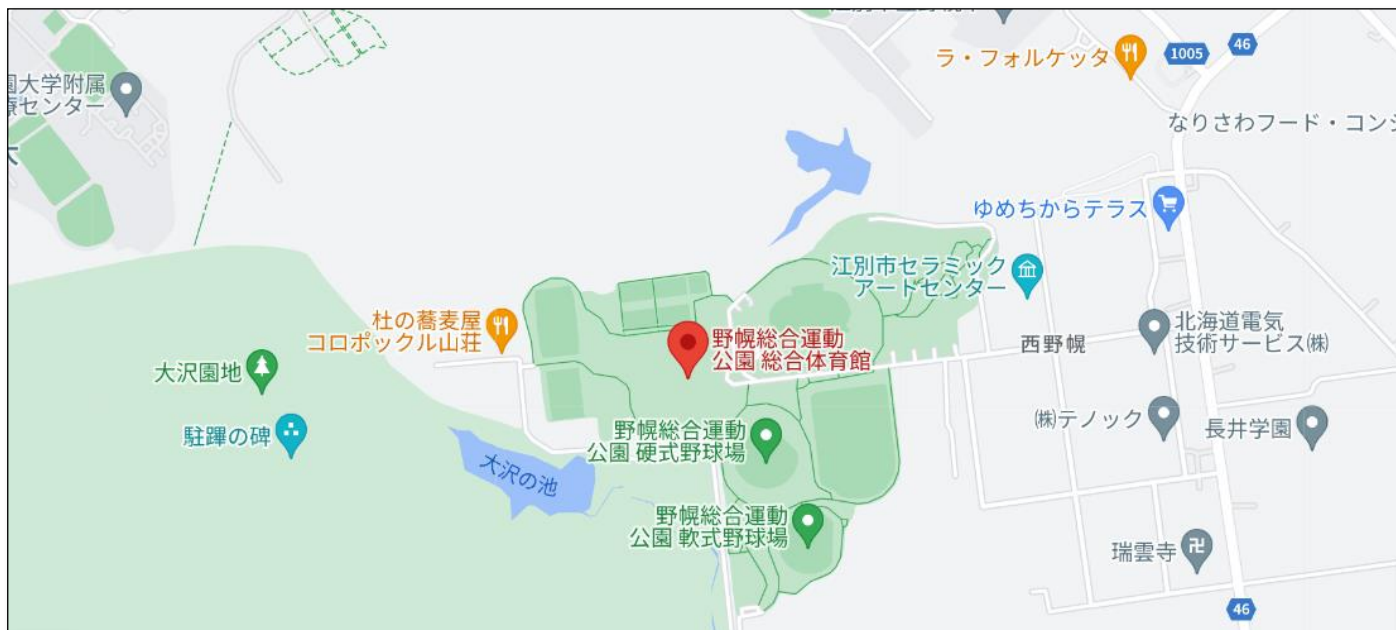 ラ・フォルケッタ
1005
46
園大学附属
療センター
なりさわフード・コン
ゆめちからテラス
江別市セラミック
アートセンター
杜の蕎麦屋
コロポックル山荘
野幌総合運動
公園 総合体育館
西野幌
北海道電気
技術サービス㈱
大沢園地
駐蹕の碑
野幌総合運動
公園 硬式野球場
㈱テノック
長井学園
大沢の池
野幌総合運動
公園 軟式野球場
瑞雲寺
46